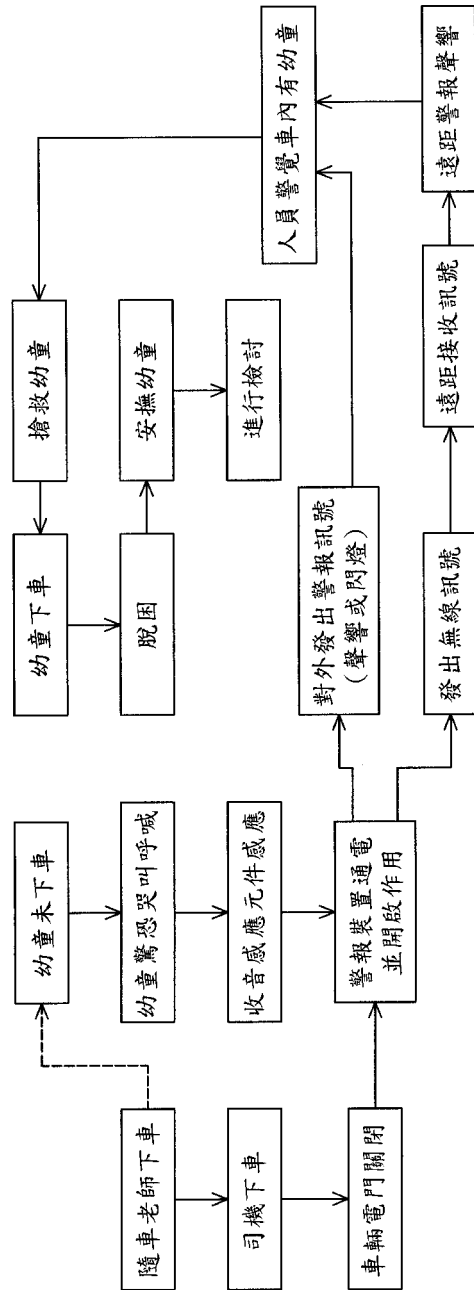 隨車老師下車
司機下車
車輛電門關閉
幼童未下車
幼童驚恐哭叫呼喊
收音感應元件感應
警報裝置通電
並開啟作用
幼童下車
脫困
搶救幼童
安撫幼童
進行檢討
對外發出警報訊號
(聲響或閃燈)
發出無線訊號
遠距接收訊號
遠距警報聲響
人員警覺車內有幼童